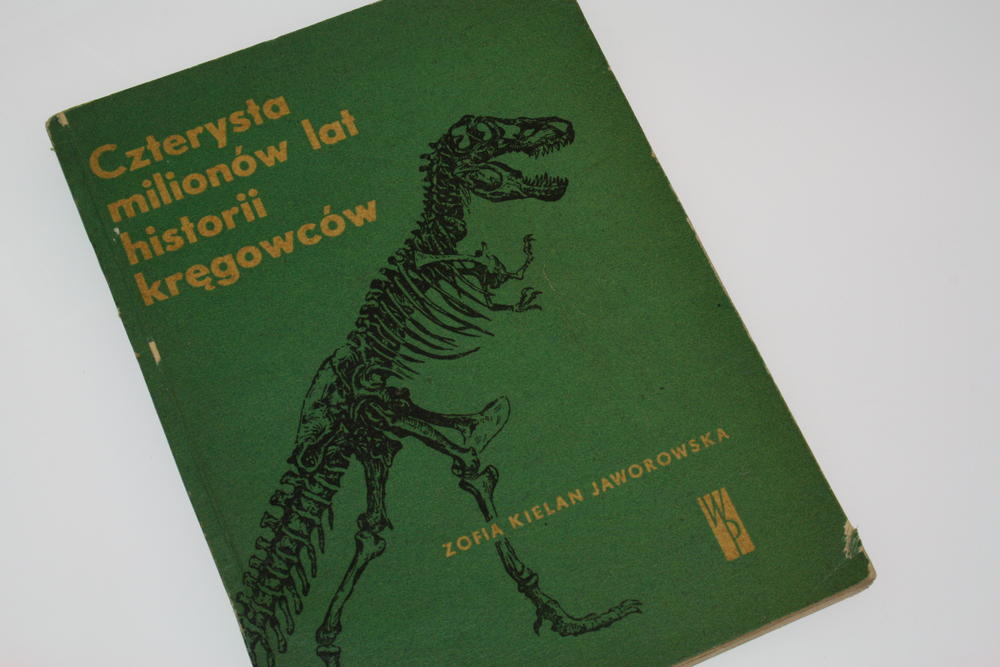 Czterysta
milionów lat
historii
kręgowców
ZOFIA KIELAN JAWOROWSKA
WP